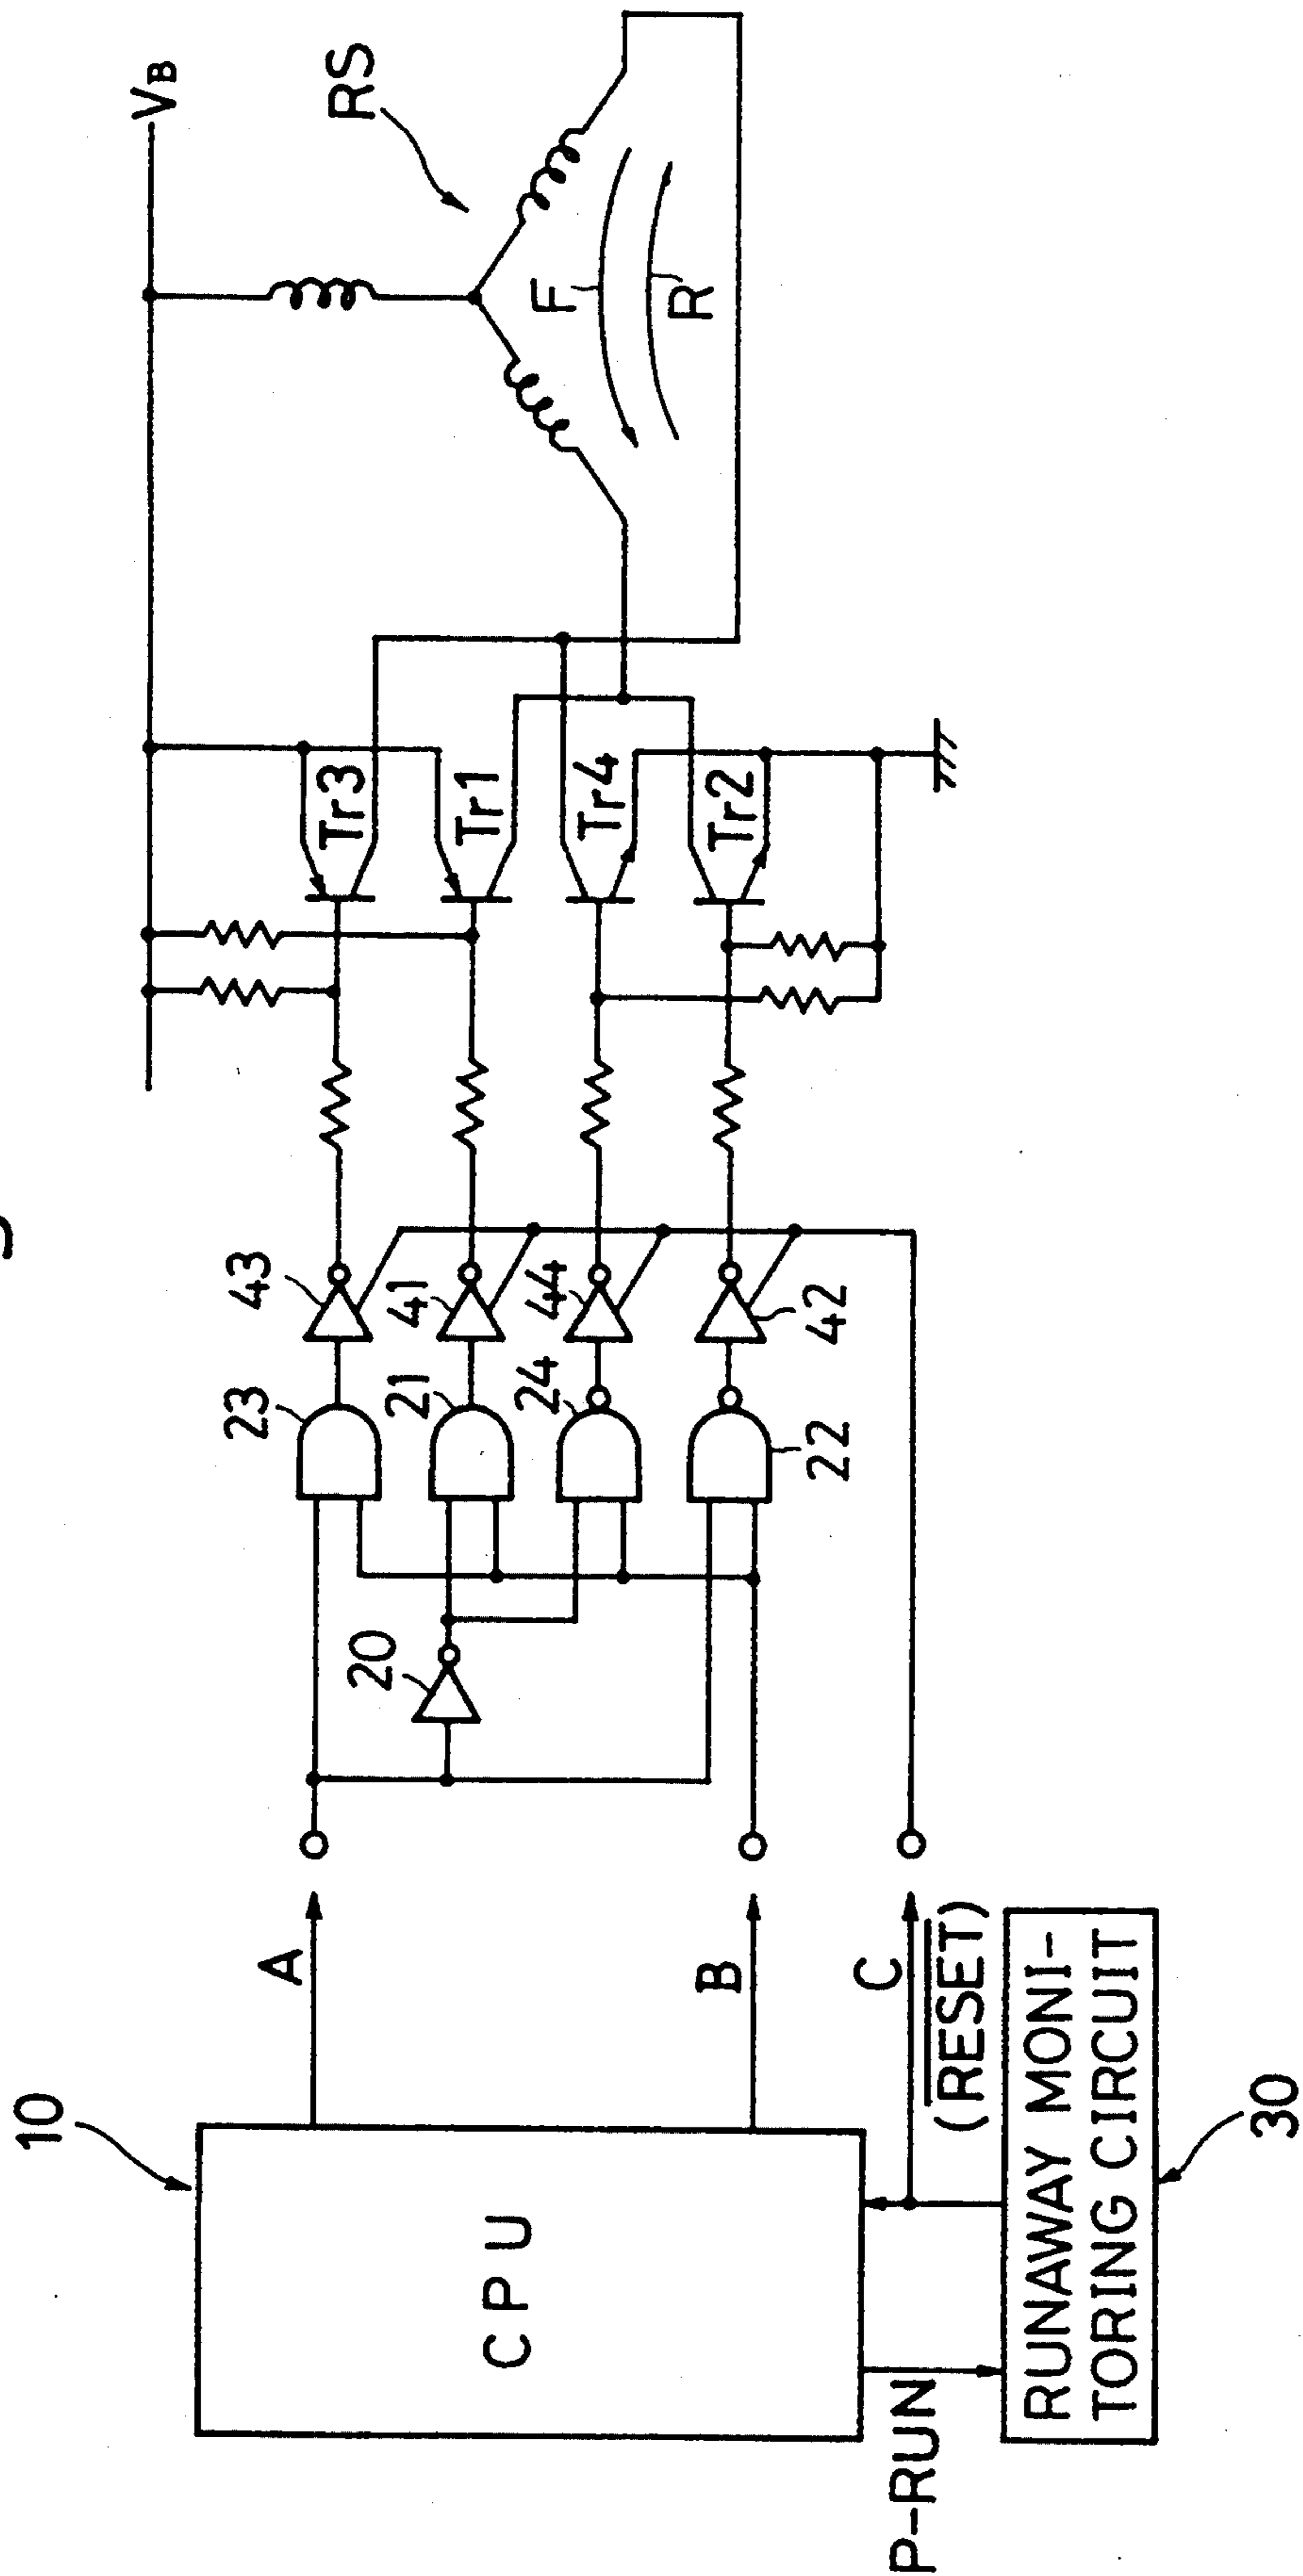 10
CPU
P-RUN
RUNAWAY MONI-
TORING CIRCUIT
30
A
B
C
(RESET)
20
23
21
24
22
43
41
44
42
Tr3
Tr1
Tr4
Tr2
VB
RS
F
R